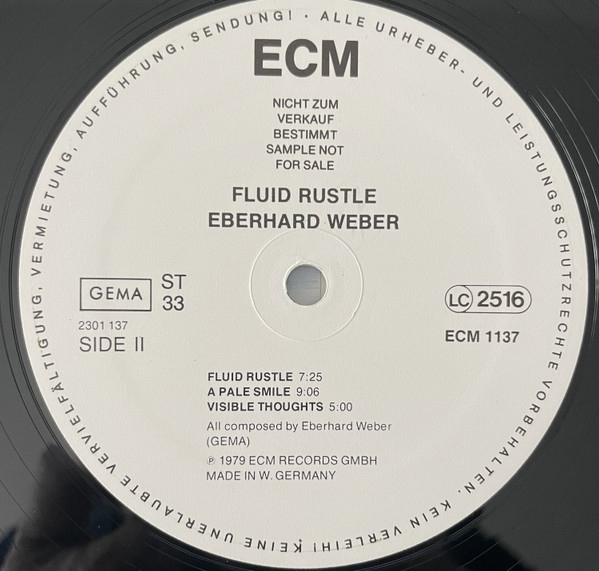 ALLE URHEBER- UND LEISTUNGSSCHUTZRECHTE VORBEHALTEN. KEIN VERLEIH! KEINE UNERLAUBTE VERVIELFÄLTIGUNG, VERMIETUNG, AUFFÜHRUNG, SENDUNG! ·
ECM
NICHT ZUM
VERKAUF
BESTIMMT
SAMPLE NOT
FOR SALE
FLUID RUSTLE
EBERHARD WEBER
GEMA
ST
33
2301 137
SIDE II
LC 2516
ECM 1137
FLUID RUSTLE 7:25
A PALE SMILE 9:06
VISIBLE THOUGHTS 5:00
All composed by Eberhard Weber
(GEMA)
℗ 1979 ECM RECORDS GMBH
MADE IN W. GERMANY